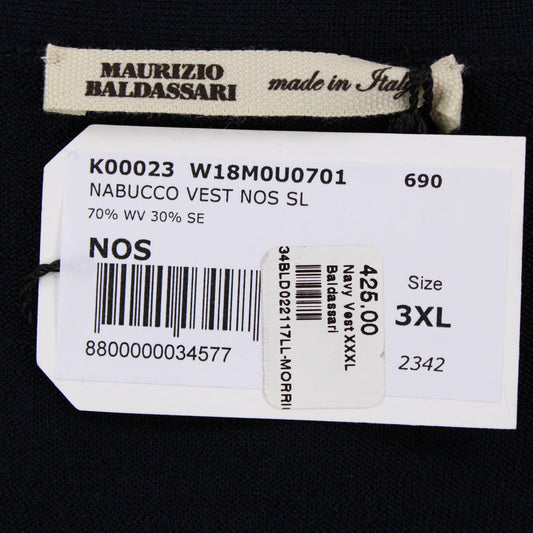 MAURIZIO
BALDASSARI
made in Italy
K00023 W18M0U0701 690
NABUCCO VEST NOS SL
70% WV 30% SE
NOS
8800000034577
Size
3XL
2342
425.00
Navy Vest XXXL
Baldassari
34BLD022117LL-MORRI